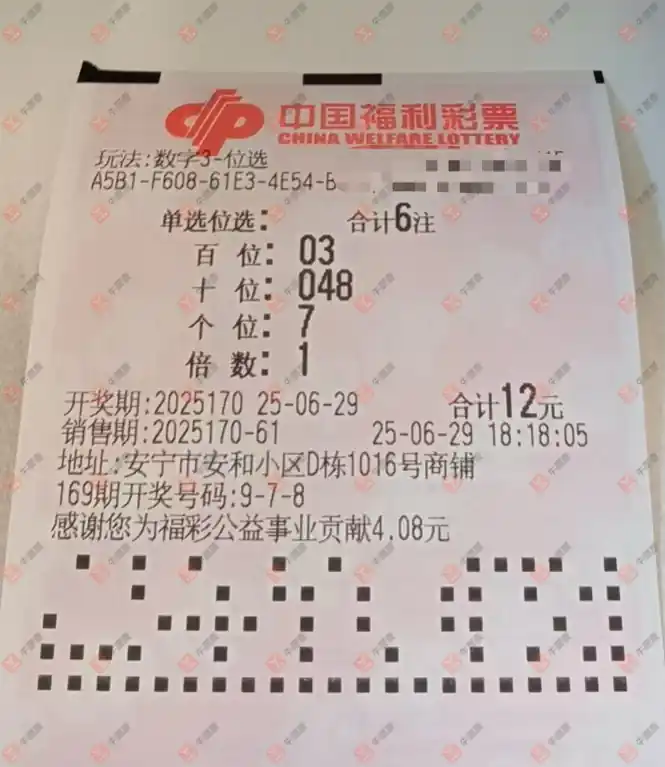 中国福利彩票
CHINA WELFARE LOTTERY
玩法:数字3-位选
A5B1-F608-61E3-4E54-B
单选位选: 合计6注
百 位: 03
十 位: 048
个 位: 7
倍 数: 1
开奖期:2025170 25-06-29 合计12元
销售期:2025170-61 25-06-29 18:18:05
地址:安宁市安和小区D栋1016号商铺
169期开奖号码:9-7-8
感谢您为福彩公益事业贡献4.08元